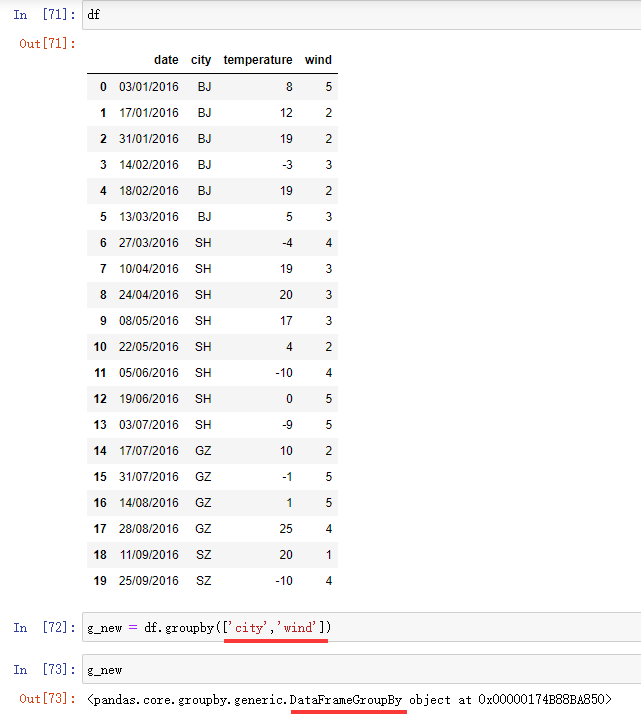 In [71]: df
Out[71]:
date city temperature wind
0 03/01/2016 BJ 8 5
1 17/01/2016 BJ 12 2
2 31/01/2016 BJ 19 2
3 14/02/2016 BJ -3 3
4 18/02/2016 BJ 19 2
5 13/03/2016 BJ 5 3
6 27/03/2016 SH -4 4
7 10/04/2016 SH 19 3
8 24/04/2016 SH 20 3
9 08/05/2016 SH 17 3
10 22/05/2016 SH 4 2
11 05/06/2016 SH -10 4
12 19/06/2016 SH 0 5
13 03/07/2016 SH -9 5
14 17/07/2016 GZ 10 2
15 31/07/2016 GZ -1 5
16 14/08/2016 GZ 1 5
17 28/08/2016 GZ 25 4
18 11/09/2016 SZ 20 1
19 25/09/2016 SZ -10 4
In [72]: g_new = df.groupby(['city','wind'])
In [73]: g_new
Out[73]: <pandas.core.groupby.generic.DataFrameGroupBy object at 0x00000174B88BA850>